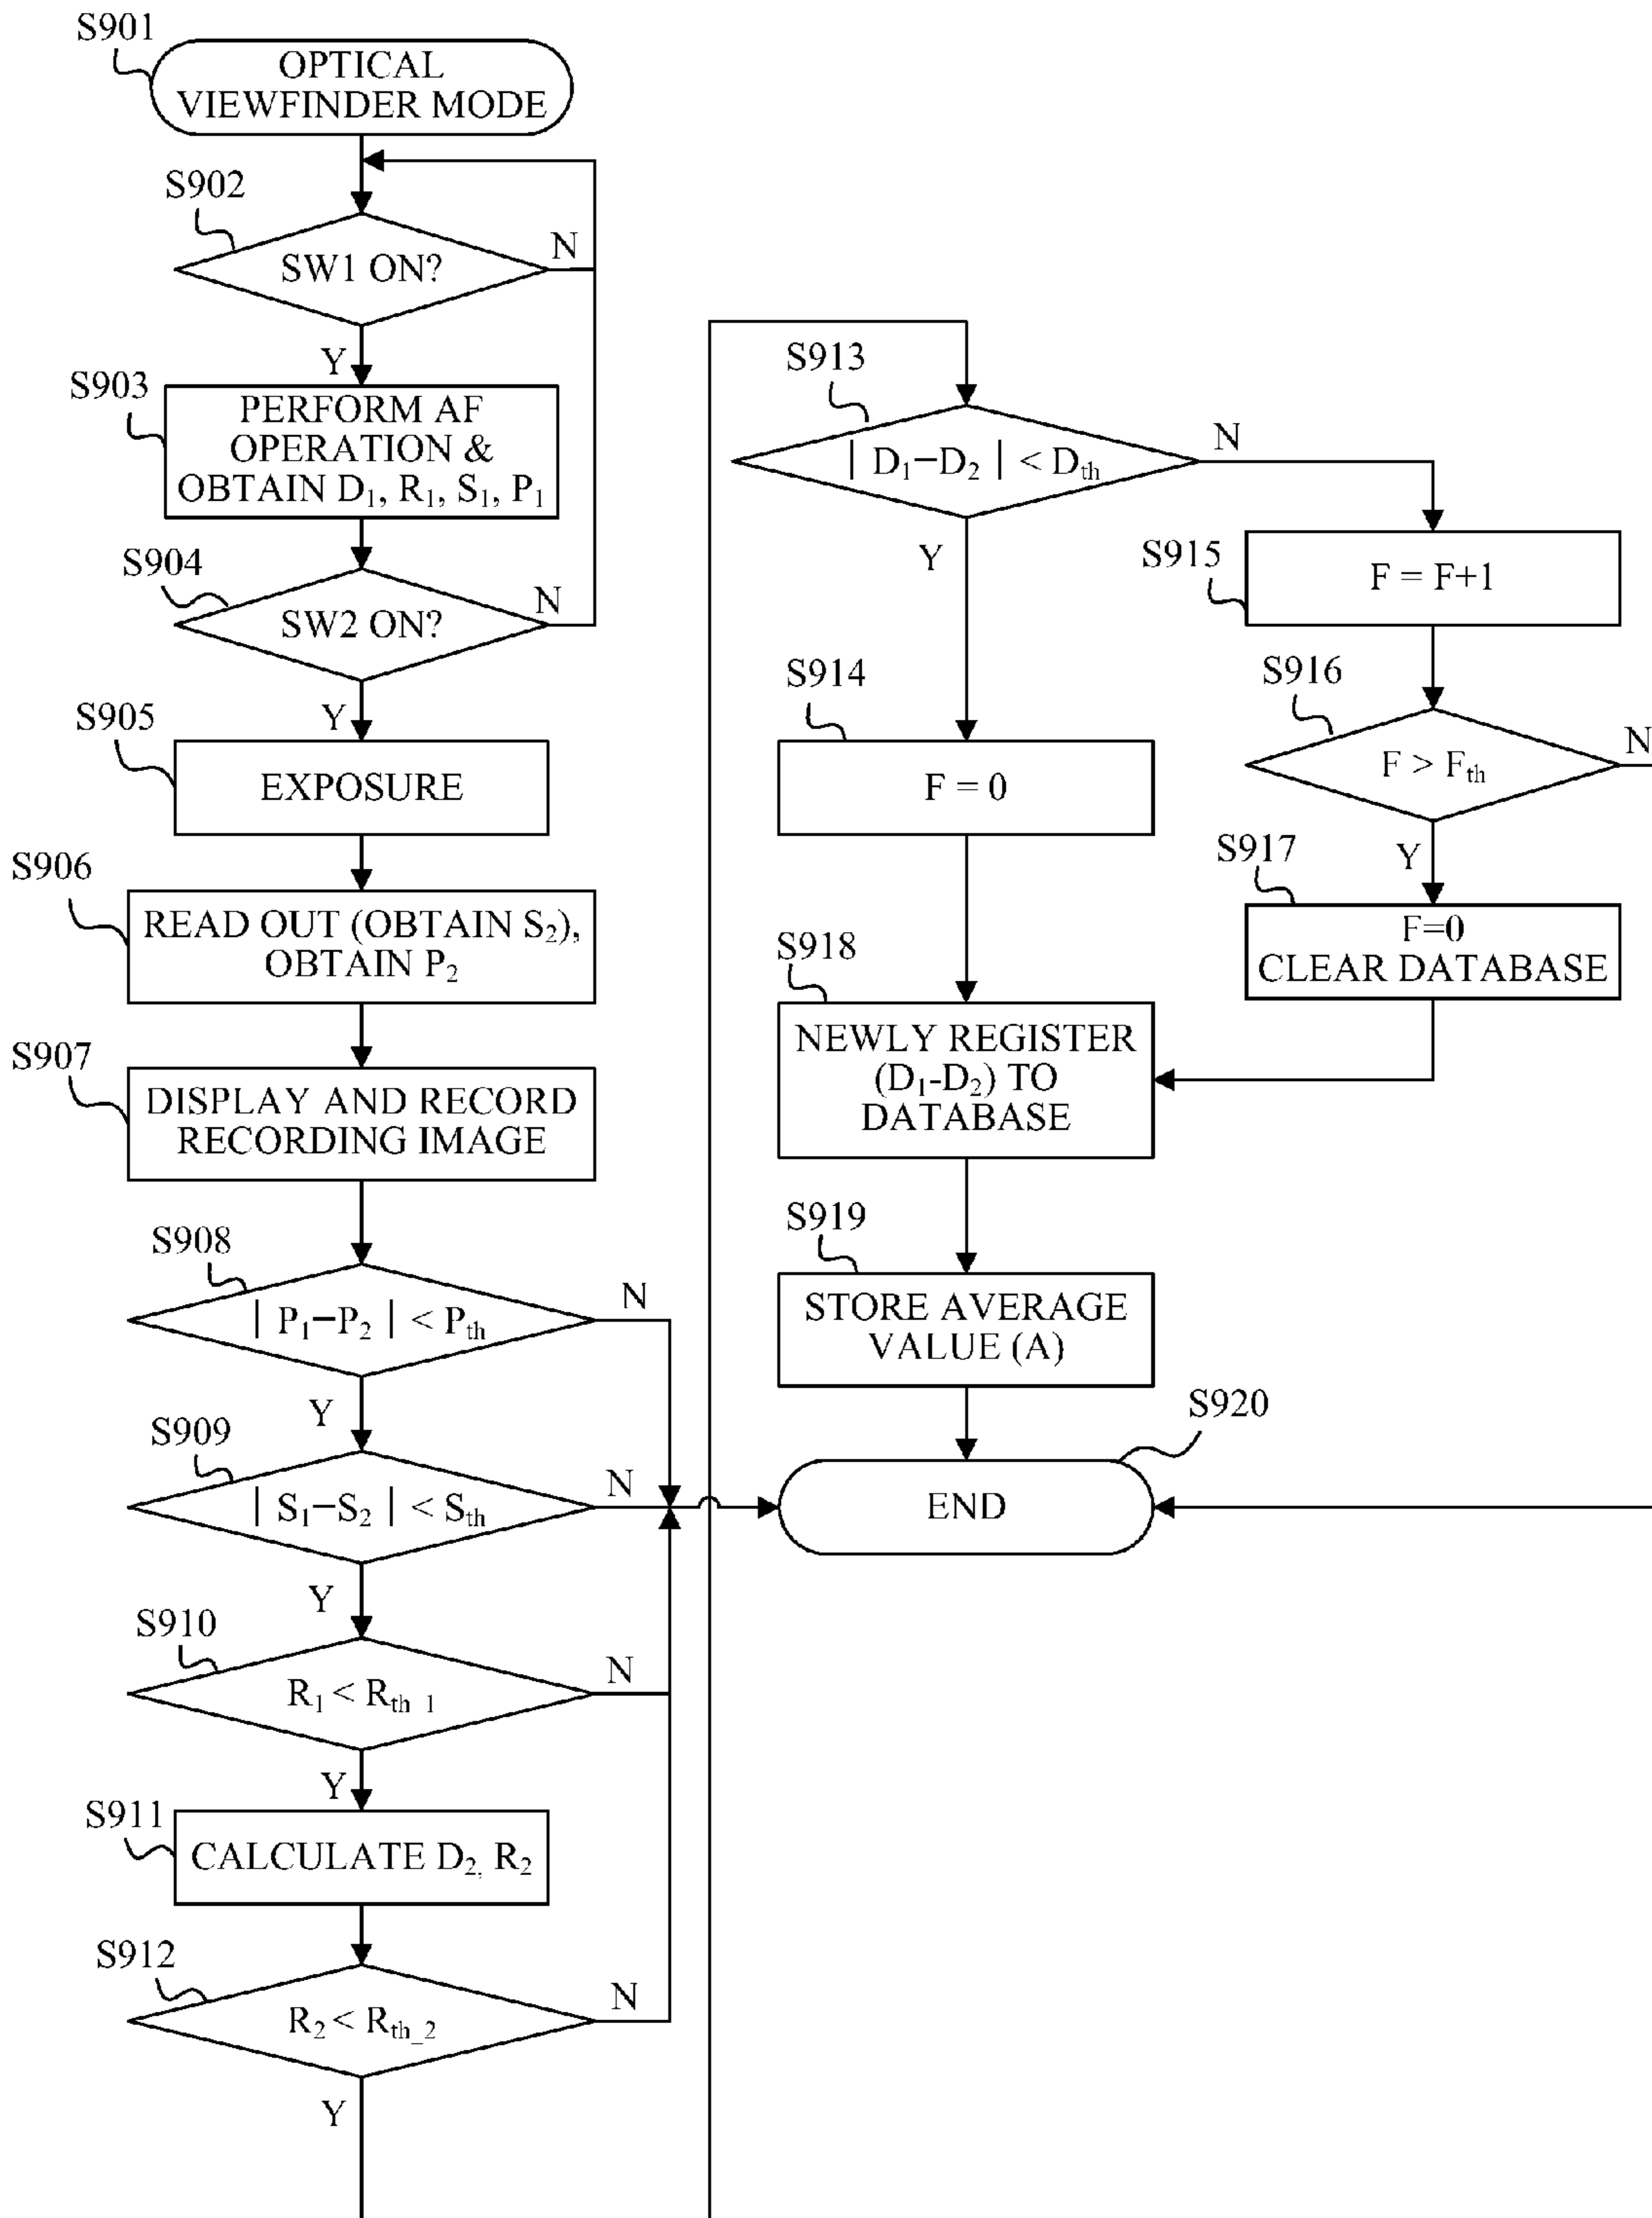 S901
OPTICAL
VIEWFINDER MODE
S902
SW1 ON?
N
Y
S903
PERFORM AF
OPERATION &
OBTAIN D₁, R₁, S₁, P₁
S904
SW2 ON?
N
Y
S905
EXPOSURE
S906
READ OUT (OBTAIN S₂),
OBTAIN P₂
S907
DISPLAY AND RECORD
RECORDING IMAGE
S908
| P₁−P₂ | < Pth
N
Y
S909
| S₁−S₂ | < Sth
N
Y
S910
R₁ < Rth_1
N
Y
S911
CALCULATE D₂, R₂
S912
R₂ < Rth_2
N
Y
S913
| D₁−D₂ | < Dth
N
Y
S914
F = 0
S915
F = F+1
S916
F > Fth
N
Y
S917
F=0
CLEAR DATABASE
S918
NEWLY REGISTER
(D₁-D₂) TO
DATABASE
S919
STORE AVERAGE
VALUE (A)
S920
END